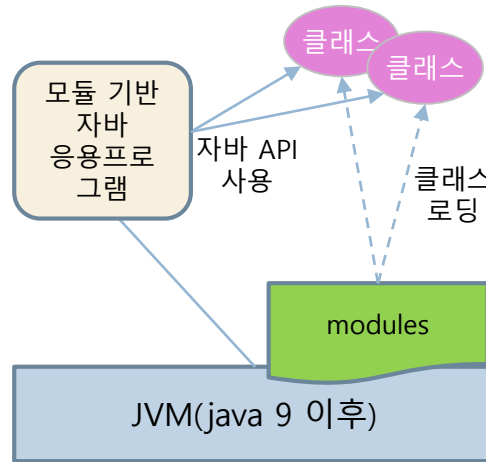 클래스
클래스
모듈 기반
자바
응용프로
그램
자바 API
사용
클래스
로딩
modules
JVM(java 9 이후)